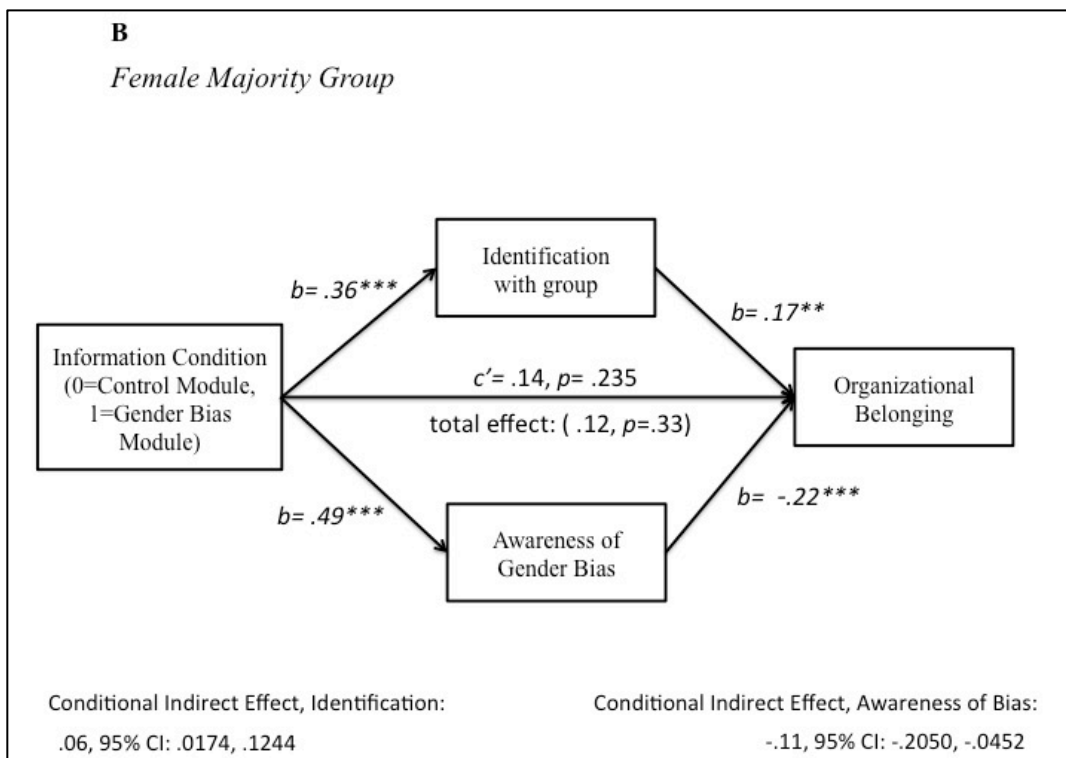 B
Female Majority Group
Identification
with group
b= .36***
b= .17**
Information Condition
(0=Control Module,
1=Gender Bias
Module)
c’= .14, p= .235
total effect: ( .12, p=.33)
Organizational
Belonging
b= .49***
b=  -.22***
Awareness of
Gender Bias
Conditional Indirect Effect, Identification:
.06, 95% CI: .0174, .1244
Conditional Indirect Effect, Awareness of Bias:
-.11, 95% CI: -.2050, -.0452